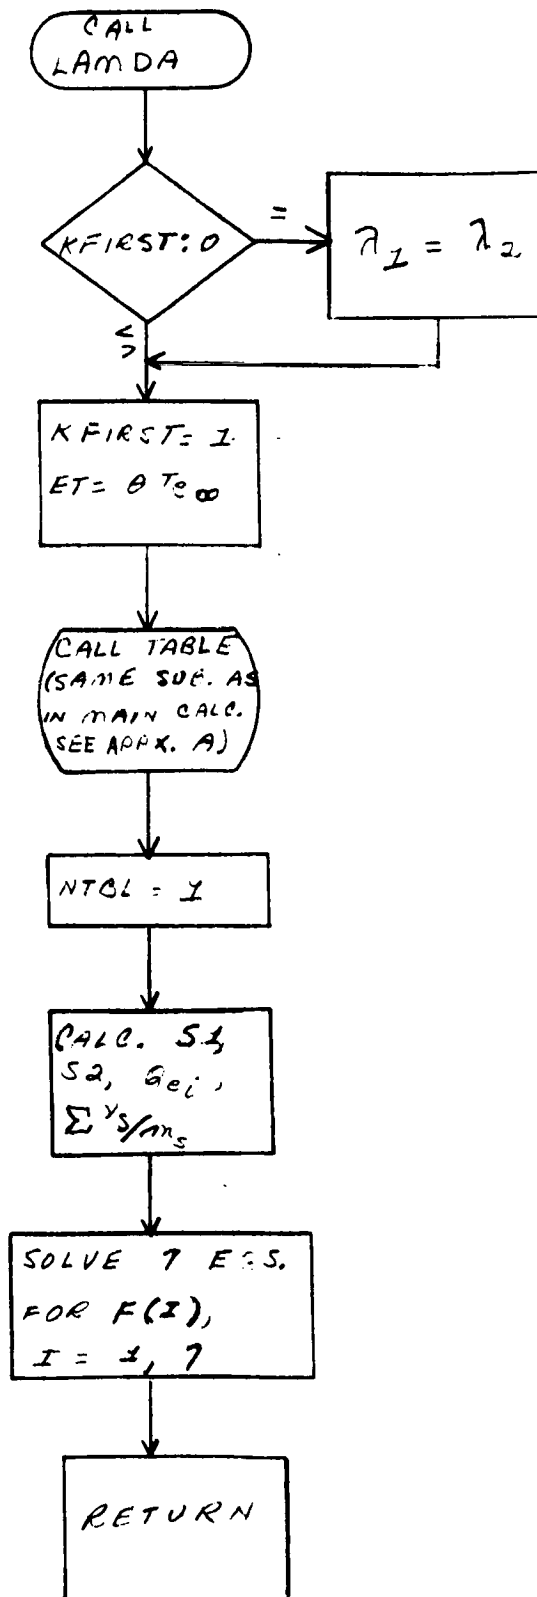 CALL
LAMDA
KFIRST: 0
=
λ₁ = λ₂
<
>
KFIRST = 1
ET = θ Te∞
CALL TABLE
(SAME SUB. AS
IN MAIN CALC.
SEE APPX. A)
NTBL = 1
CALC. S1,
S2, Qei,
Σ Ys/ms
SOLVE 7 EQS.
FOR F(I),
I = 1, 7
RETURN